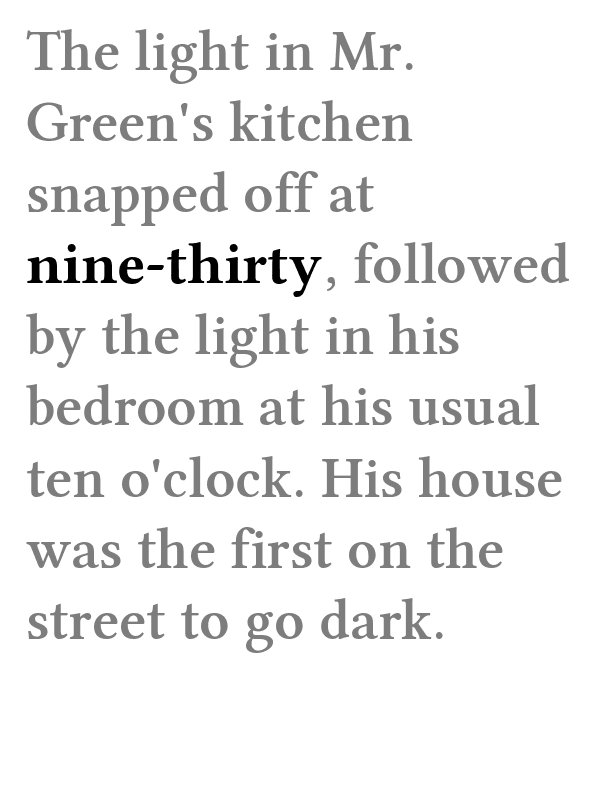 The light in Mr.
Green's kitchen
snapped off at
nine-thirty, followed
by the light in his
bedroom at his usual
ten o'clock. His house
was the first on the
street to go dark.